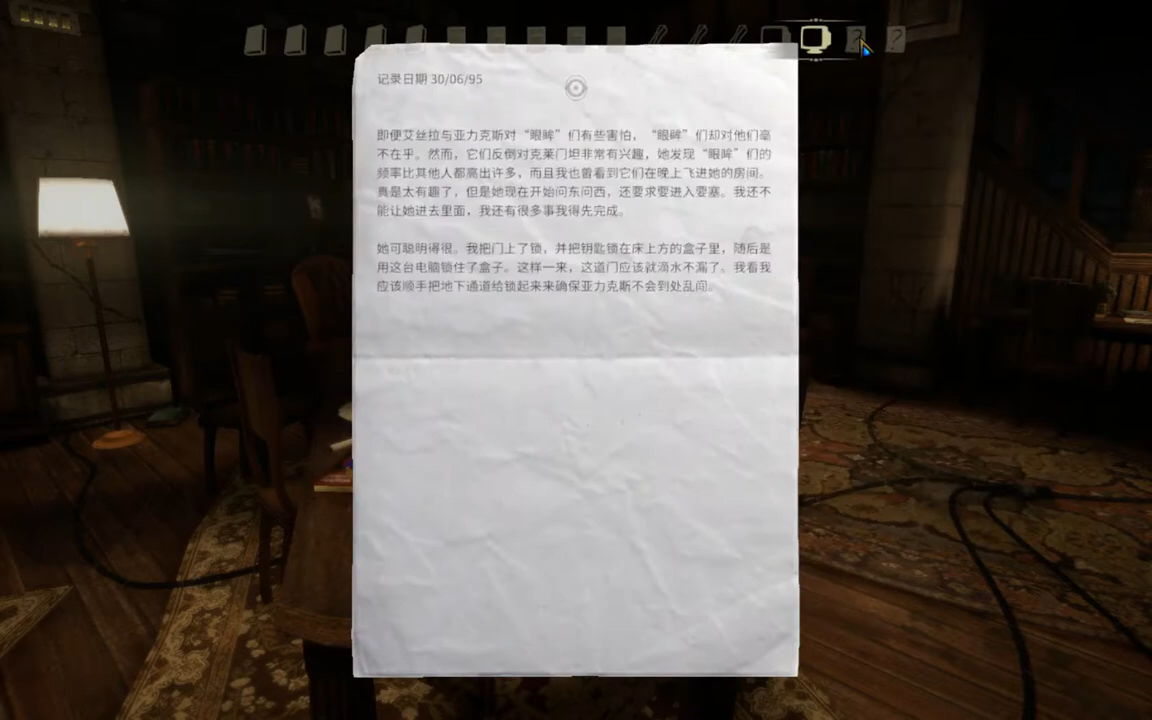 记录日期 30/06/95
即便艾丝拉与亚力克斯对“眼眸”们有些害怕，“眼眸”们却对他们毫
不在乎。然而，它们反倒对克莱门坦非常有兴趣，她发现“眼眸”们的
频率比其他人都高出许多，而且我也曾看到它们在晚上飞进她的房间。
真是太有趣了，但是她现在开始问东问西，还要求要进入要塞。我还不
能让她进去里面，我还有很多事我得先完成。
她可聪明得很。我把门上了锁，并把钥匙锁在床上方的盒子里，随后是
用这台电脑锁住了盒子。这样一来，这道门应该就滴水不漏了。我看我
应该顺手把地下通道给锁起来来确保亚力克斯不会到处乱闯。
? ?